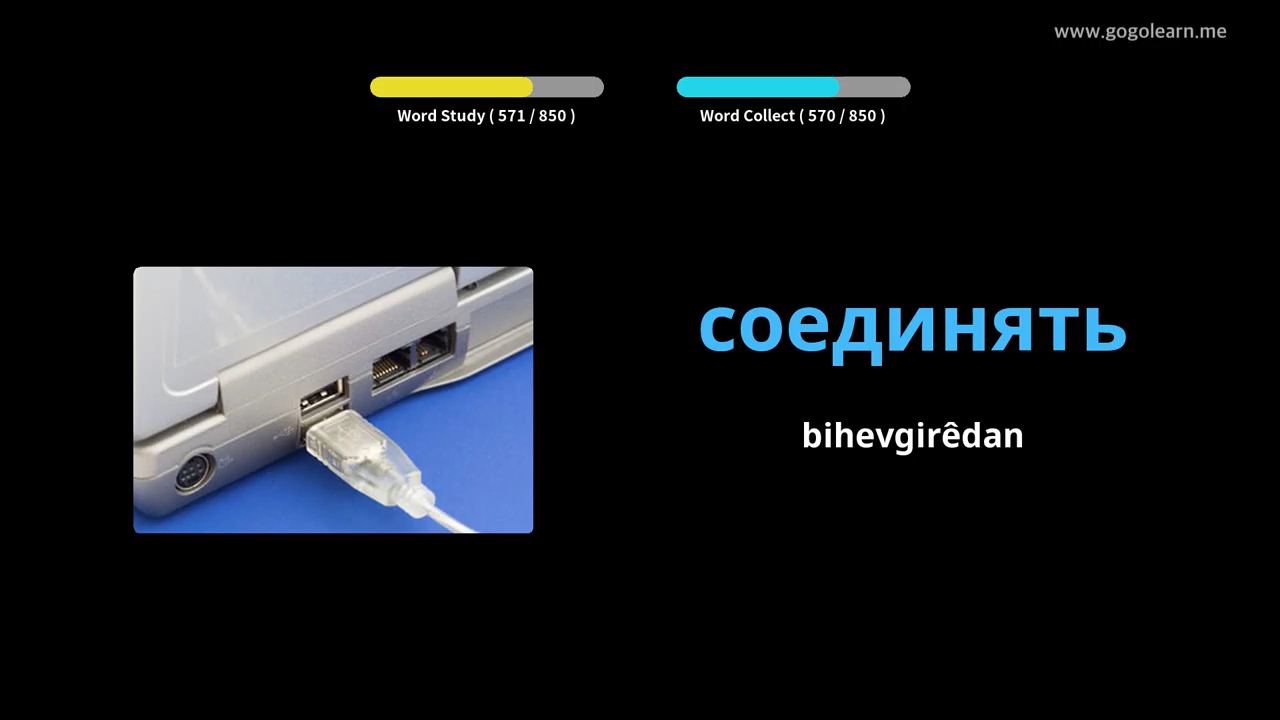 www.gogolearn.me
Word Study ( 571 / 850 )
Word Collect ( 570 / 850 )
соединять
bihevgirêdan